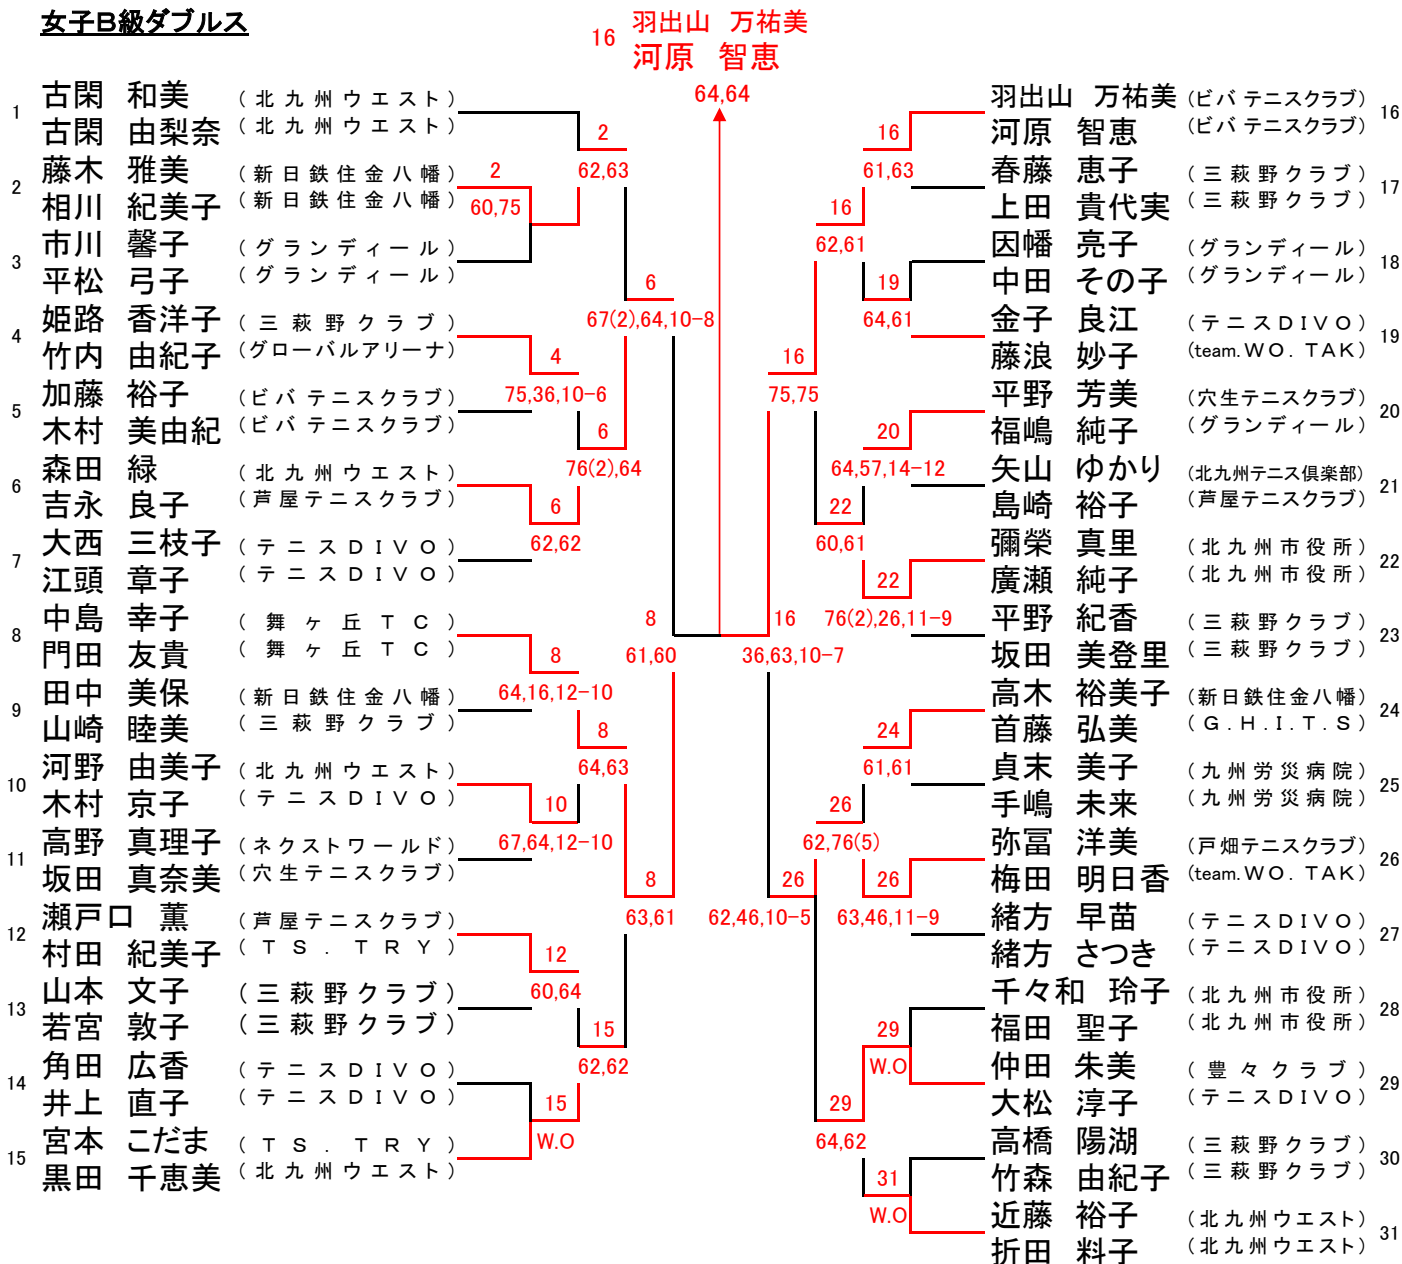 女子B級ダブルス
16 羽出山 万祐美
河原 智恵
64,64
1 古閑 和美 (北九州ウエスト)
古閑 由梨奈 (北九州ウエスト)
2 藤木 雅美 (新日鉄住金八幡)
相川 紀美子 (新日鉄住金八幡)
3 市川 馨子 (グランディール)
平松 弓子 (グランディール)
4 姫路 香洋子 (三萩野クラブ)
竹内 由紀子 (グローバルアリーナ)
5 加藤 裕子 (ビバテニスクラブ)
木村 美由紀 (ビバテニスクラブ)
6 森田 緑 (北九州ウエスト)
吉永 良子 (芦屋テニスクラブ)
7 大西 三枝子 (テニスDIVO)
江頭 章子 (テニスDIVO)
8 中島 幸子 (舞ヶ丘TC)
門田 友貴 (舞ヶ丘TC)
9 田中 美保 (新日鉄住金八幡)
山崎 睦美 (三萩野クラブ)
10 河野 由美子 (北九州ウエスト)
木村 京子 (テニスDIVO)
11 高野 真理子 (ネクストワールド)
坂田 真奈美 (穴生テニスクラブ)
12 瀬戸口 薫 (芦屋テニスクラブ)
村田 紀美子 (TS.TRY)
13 山本 文子 (三萩野クラブ)
若宮 敦子 (三萩野クラブ)
14 角田 広香 (テニスDIVO)
井上 直子 (テニスDIVO)
15 宮本 こだま (TS.TRY)
黒田 千恵美 (北九州ウエスト)
2
60,75
2
62,63
4
75,36,10-6
6
62,62
6
76(2),64
6
67(2),64,10-8
8
64,16,12-10
10
67,64,12-10
8
64,63
12
60,64
15
W.O
15
62,62
8
63,61
8
61,60
羽出山 万祐美 (ビバテニスクラブ) 16
河原 智恵 (ビバテニスクラブ)
春藤 恵子 (三萩野クラブ) 17
上田 貴代実 (三萩野クラブ)
因幡 亮子 (グランディール) 18
中田 その子 (グランディール)
金子 良江 (テニスDIVO) 19
藤浪 妙子 (team.WO.TAK)
平野 芳美 (穴生テニスクラブ) 20
福嶋 純子 (グランディール)
矢山 ゆかり (北九州テニス倶楽部) 21
島崎 裕子 (芦屋テニスクラブ)
彌榮 真里 (北九州市役所) 22
廣瀬 純子 (北九州市役所)
平野 紀香 (三萩野クラブ) 23
坂田 美登里 (三萩野クラブ)
高木 裕美子 (新日鉄住金八幡) 24
首藤 弘美 (G.H.I.T.S)
貞末 美子 (九州労災病院) 25
手嶋 未来 (九州労災病院)
弥冨 洋美 (戸畑テニスクラブ) 26
梅田 明日香 (team.WO.TAK)
緒方 早苗 (テニスDIVO) 27
緒方 さつき (テニスDIVO)
千々和 玲子 (北九州市役所) 28
福田 聖子 (北九州市役所)
仲田 朱美 (豊々クラブ) 29
大松 淳子 (テニスDIVO)
高橋 陽湖 (三萩野クラブ) 30
竹森 由紀子 (三萩野クラブ)
近藤 裕子 (北九州ウエスト) 31
折田 料子 (北九州ウエスト)
16
61,63
19
64,61
16
62,61
20
64,57,14-12
22
76(2),26,11-9
22
60,61
16
75,75
24
61,61
26
63,46,11-9
26
62,76(5)
29
W.O
31
W.O
29
64,62
26
62,46,10-5
16
36,63,10-7